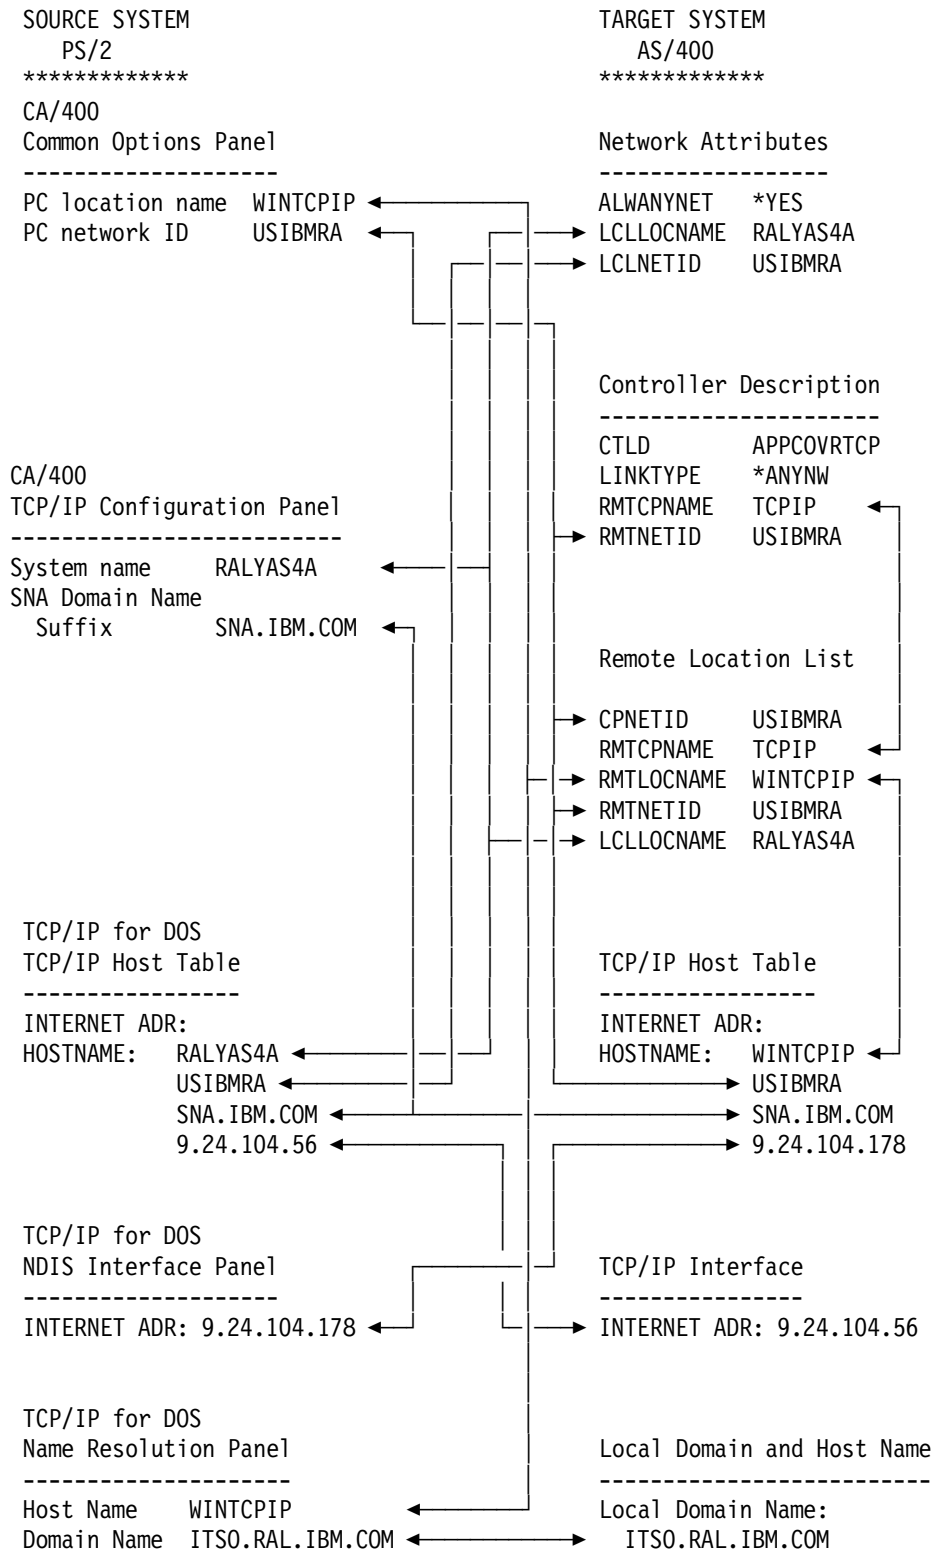 SOURCE SYSTEM TARGET SYSTEM
PS/2 AS/400
************* *************
CA/400
Common Options Panel Network Attributes
-------------------- ------------------
PC location name WINTCPIP ALWANYNET *YES
PC network ID USIBMRA LCLLOCNAME RALYAS4A
LCLNETID USIBMRA
Controller Description
----------------------
CTLD APPCOVRTCP
CA/400 LINKTYPE *ANYNW
TCP/IP Configuration Panel RMTCPNAME TCPIP
-------------------------- RMTNETID USIBMRA
System name RALYAS4A
SNA Domain Name
Suffix SNA.IBM.COM
Remote Location List
CPNETID USIBMRA
RMTCPNAME TCPIP
RMTLOCNAME WINTCPIP
RMTNETID USIBMRA
LCLLOCNAME RALYAS4A
TCP/IP for DOS
TCP/IP Host Table TCP/IP Host Table
----------------- -----------------
INTERNET ADR: INTERNET ADR:
HOSTNAME: RALYAS4A HOSTNAME: WINTCPIP
USIBMRA USIBMRA
SNA.IBM.COM SNA.IBM.COM
9.24.104.56 9.24.104.178
TCP/IP for DOS
NDIS Interface Panel TCP/IP Interface
-------------------- ----------------
INTERNET ADR: 9.24.104.178 INTERNET ADR: 9.24.104.56
TCP/IP for DOS
Name Resolution Panel Local Domain and Host Name
--------------------- --------------------------
Host Name WINTCPIP Local Domain Name:
Domain Name ITSO.RAL.IBM.COM ITSO.RAL.IBM.COM